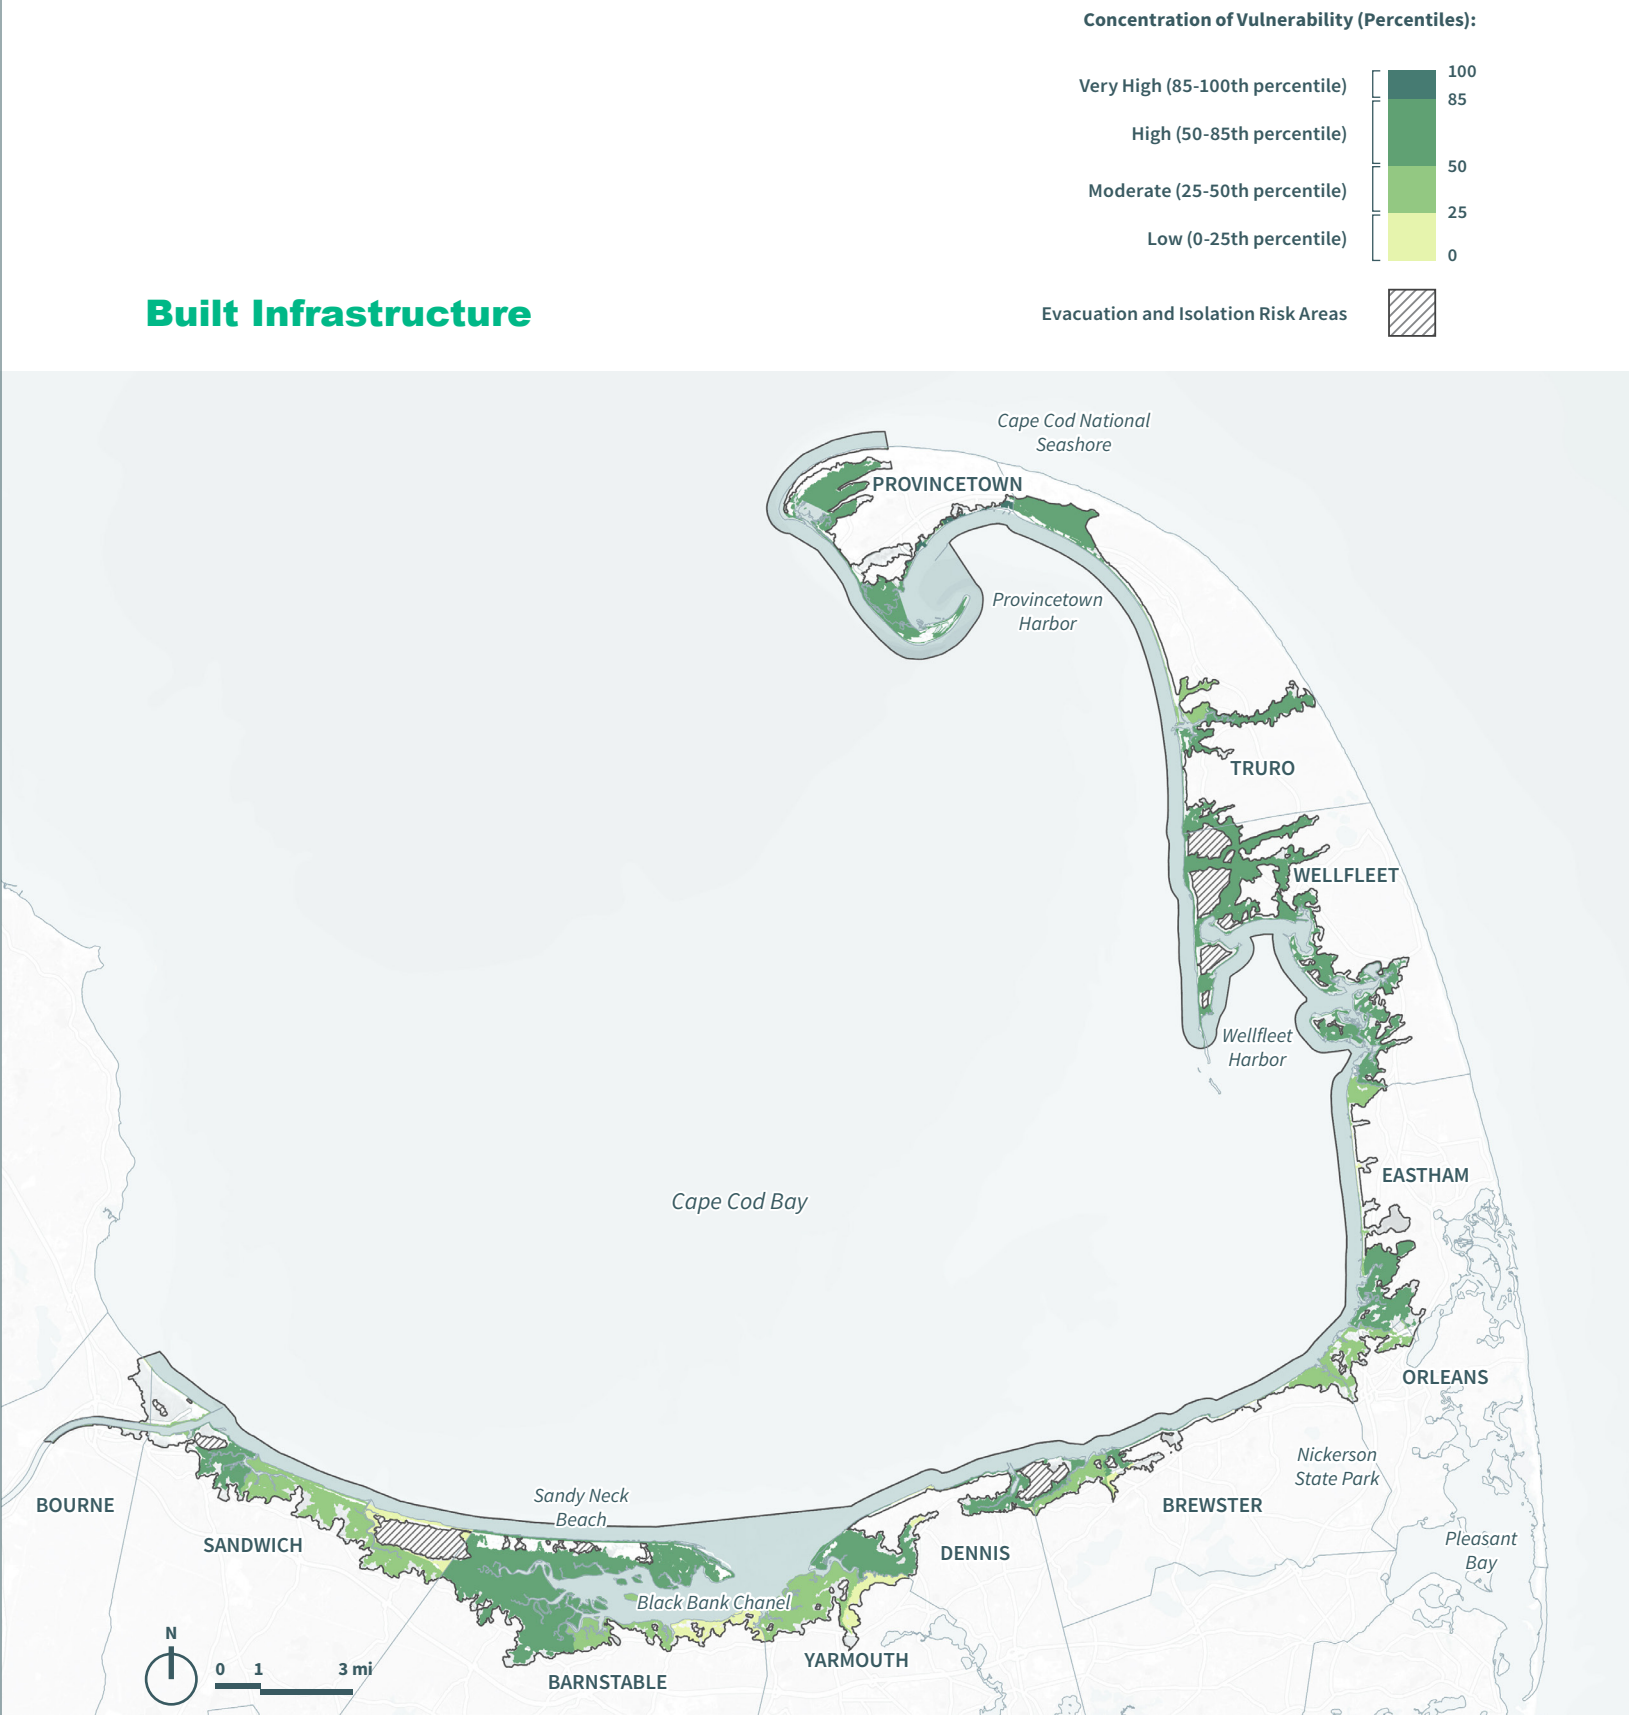 Concentration of Vulnerability (Percentiles):
100
Very High (85-100th percentile)
85
High (50-85th percentile)
50
Moderate (25-50th percentile)
25
Low (0-25th percentile)
0
Built Infrastructure
Evacuation and Isolation Risk Areas
Cape Cod National
Seashore
PROVINCETOWN
Provincetown
Harbor
TRURO
WELLFLEET
Wellfleet
Harbor
EASTHAM
Cape Cod Bay
ORLEANS
Nickerson
State Park
BOURNE
Sandy Neck
Beach
BREWSTER
SANDWICH
DENNIS
Pleasant
Bay
Black Bank Chanel
N
YARMOUTH
0 1 3 mi
BARNSTABLE